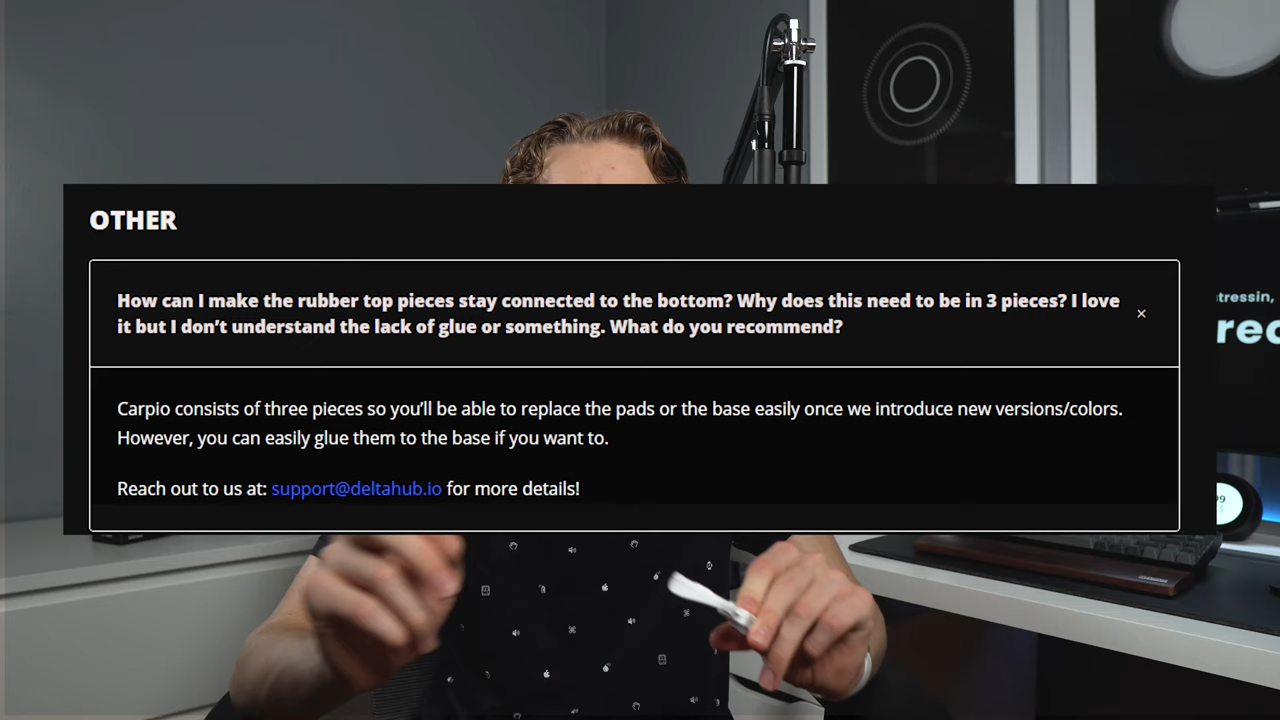 OTHER
How can I make the rubber top pieces stay connected to the bottom? Why does this need to be in 3 pieces? I love
it but I don’t understand the lack of glue or something. What do you recommend?
×
Carpio consists of three pieces so you’ll be able to replace the pads or the base easily once we introduce new versions/colors.
However, you can easily glue them to the base if you want to.
Reach out to us at: support@deltahub.io for more details!